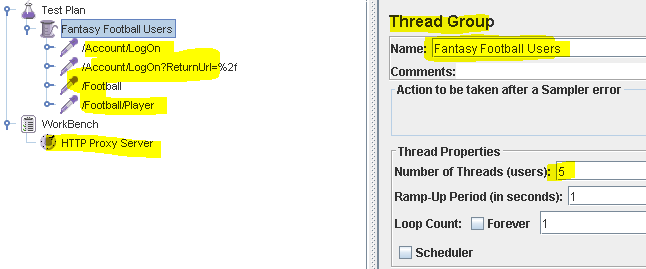 Test Plan
Fantasy Football Users
/Account/LogOn
/Account/LogOn?ReturnUrl=%2f
/Football
/Football/Player
WorkBench
HTTP Proxy Server
Thread Group
Name: Fantasy Football Users
Comments:
Action to be taken after a Sampler error
Thread Properties
Number of Threads (users): 5
Ramp-Up Period (in seconds): 1
Loop Count: Forever 1
Scheduler